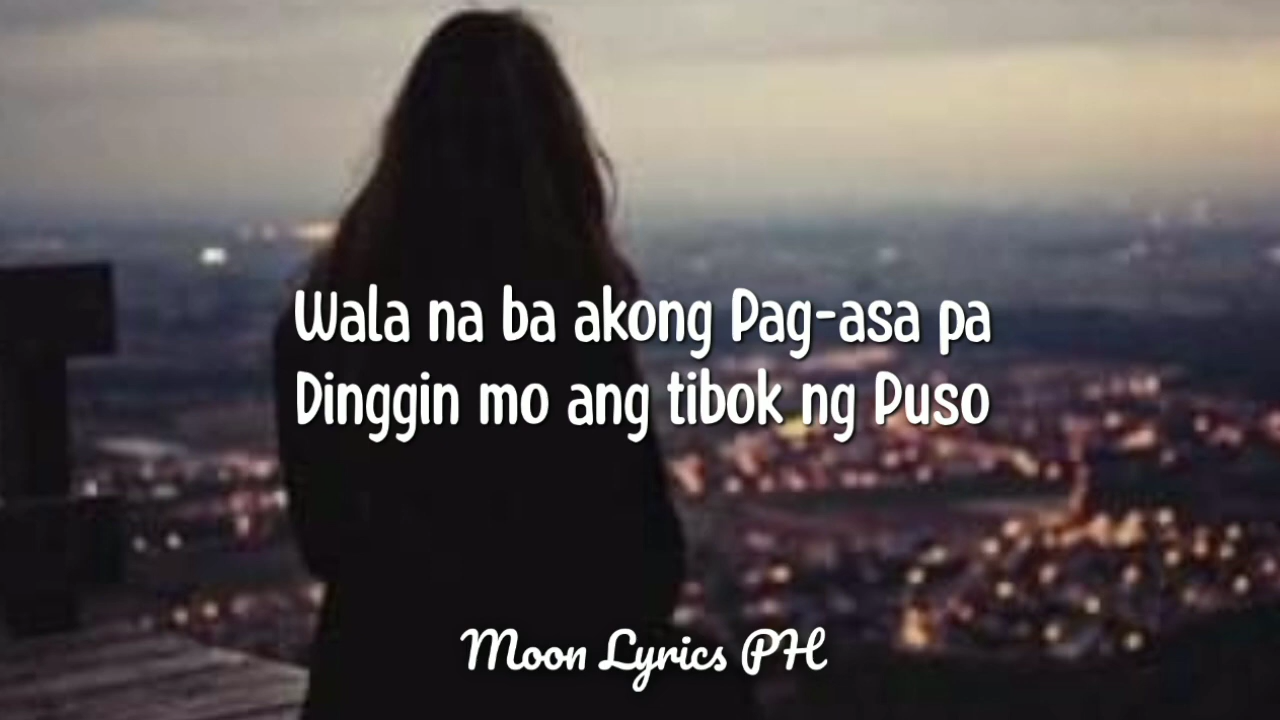 Wala na ba akong Pag-asa pa
Dinggin mo ang tibok ng Puso
Moon Lyrics PH